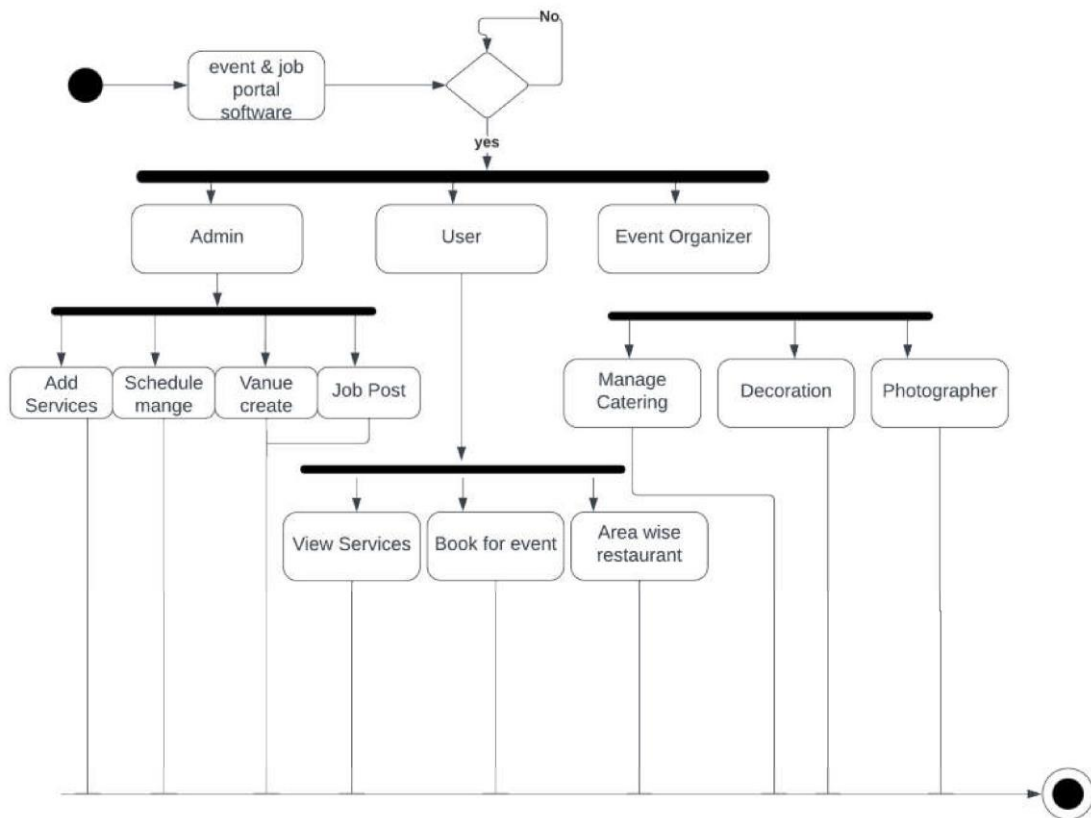 No
event & job
portal
software
yes
Admin
User
Event Organizer
Add
Services
Schedule
mange
Vanue
create
Job Post
Manage
Catering
Decoration
Photographer
View Services
Book for event
Area wise
restaurant